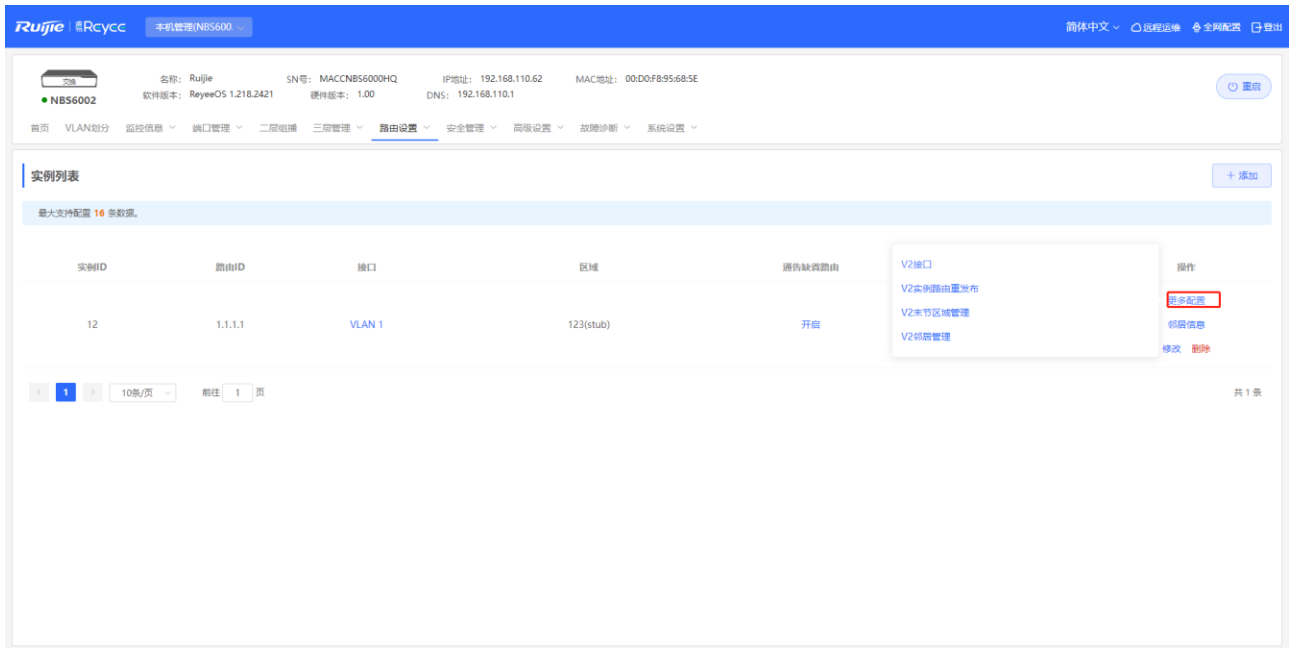 Ruijie Rcycc 本机管理(NBS600. 简体中文 远程运维 全网配置 登出
交换 名称: Ruijie SN号: MACCNBS6000HQ IP地址: 192.168.110.62 MAC地址: 00:D0:F8:95:68:5E
NBS6002 软件版本: ReyeeOS 1.218.2421 硬件版本: 1.00 DNS: 192.168.110.1 重启
首页 VLAN划分 监控信息 端口管理 二层组播 三层管理 路由设置 安全管理 高级设置 故障诊断 系统设置
实例列表 + 添加
最大支持配置 16 条数据。
实例ID 路由ID 接口 区域 通告缺省路由 操作
V2接口
V2实例路由重发布
V2末节区域管理
V2邻居管理
12 1.1.1.1 VLAN 1 123(stub) 开启
更多配置
邻居信息
修改 删除
< 1 > 10条/页 前往 1 页 共 1 条